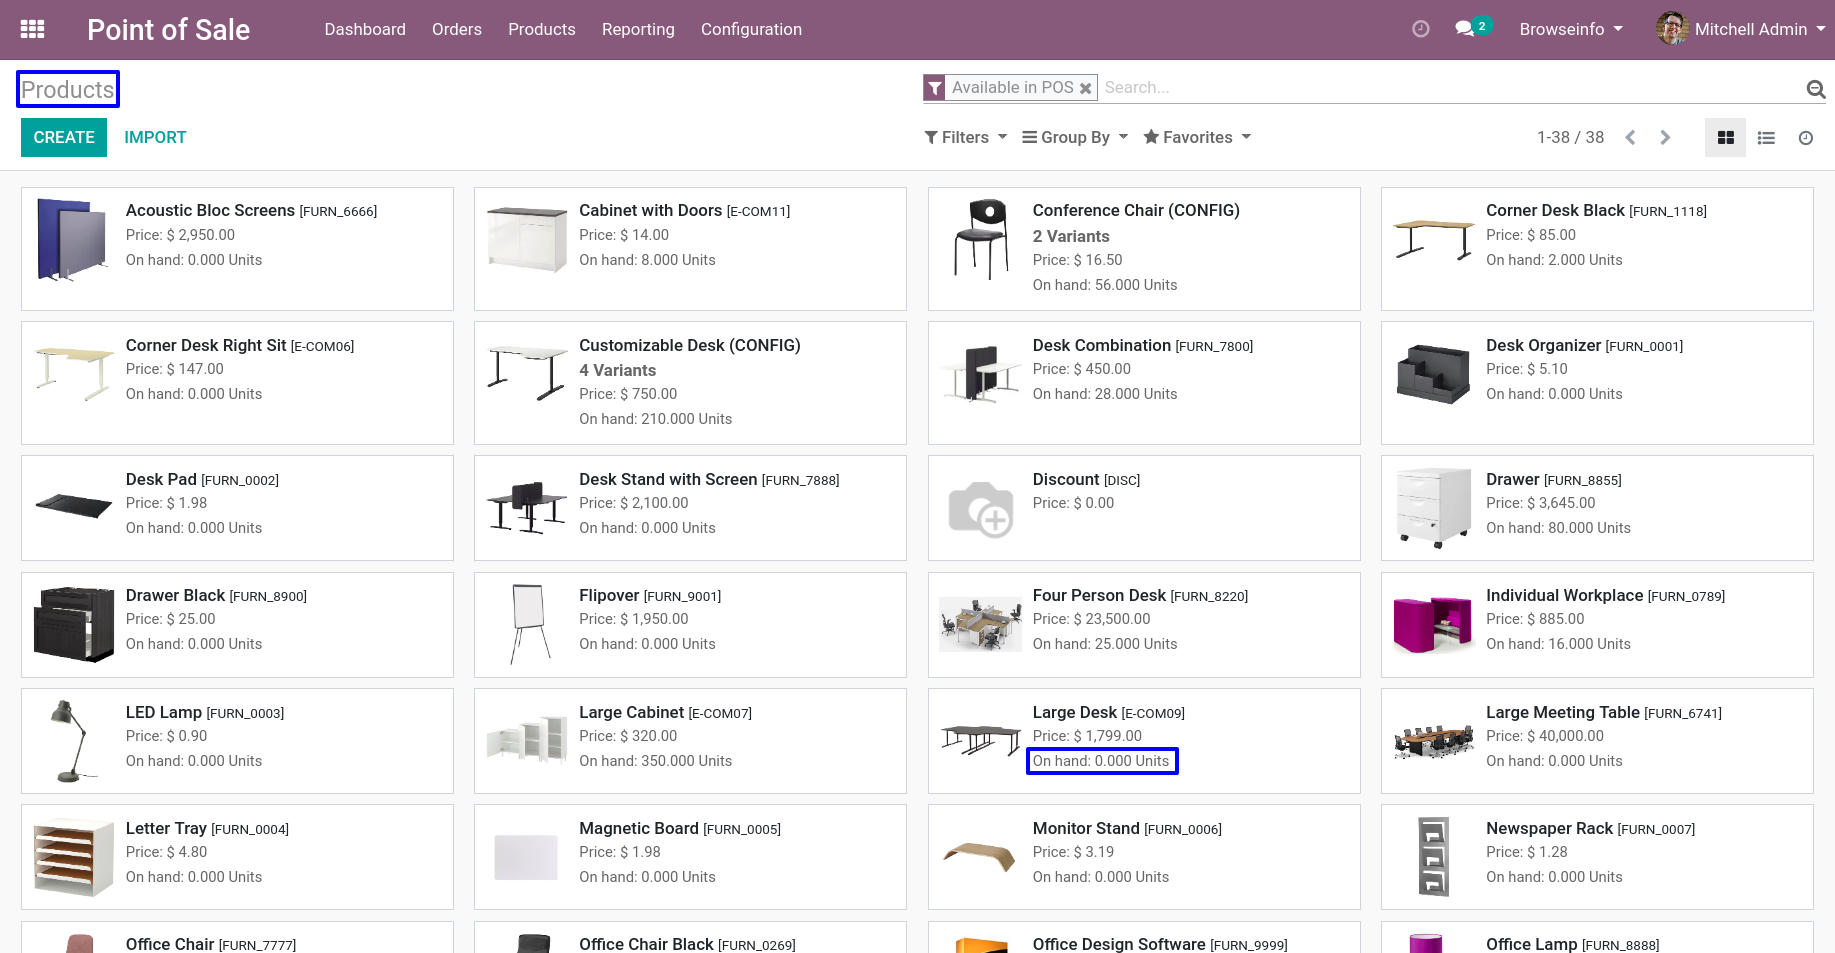 Point of Sale
Dashboard Orders Products Reporting Configuration
2
Browseinfo
Mitchell Admin
Products
Available in POS
Search...
CREATE IMPORT
Filters Group By Favorites
1-38 / 38
Acoustic Bloc Screens [FURN_6666]
Price: $ 2,950.00
On hand: 0.000 Units
Cabinet with Doors [E-COM11]
Price: $ 14.00
On hand: 8.000 Units
Conference Chair (CONFIG)
2 Variants
Price: $ 16.50
On hand: 56.000 Units
Corner Desk Black [FURN_1118]
Price: $ 85.00
On hand: 2.000 Units
Corner Desk Right Sit [E-COM06]
Price: $ 147.00
On hand: 0.000 Units
Customizable Desk (CONFIG)
4 Variants
Price: $ 750.00
On hand: 210.000 Units
Desk Combination [FURN_7800]
Price: $ 450.00
On hand: 28.000 Units
Desk Organizer [FURN_0001]
Price: $ 5.10
On hand: 0.000 Units
Desk Pad [FURN_0002]
Price: $ 1.98
On hand: 0.000 Units
Desk Stand with Screen [FURN_7888]
Price: $ 2,100.00
On hand: 0.000 Units
Discount [DISC]
Price: $ 0.00
Drawer [FURN_8855]
Price: $ 3,645.00
On hand: 80.000 Units
Drawer Black [FURN_8900]
Price: $ 25.00
On hand: 0.000 Units
Flipover [FURN_9001]
Price: $ 1,950.00
On hand: 0.000 Units
Four Person Desk [FURN_8220]
Price: $ 23,500.00
On hand: 25.000 Units
Individual Workplace [FURN_0789]
Price: $ 885.00
On hand: 16.000 Units
LED Lamp [FURN_0003]
Price: $ 0.90
On hand: 0.000 Units
Large Cabinet [E-COM07]
Price: $ 320.00
On hand: 350.000 Units
Large Desk [E-COM09]
Price: $ 1,799.00
On hand: 0.000 Units
Large Meeting Table [FURN_6741]
Price: $ 40,000.00
On hand: 0.000 Units
Letter Tray [FURN_0004]
Price: $ 4.80
On hand: 0.000 Units
Magnetic Board [FURN_0005]
Price: $ 1.98
On hand: 0.000 Units
Monitor Stand [FURN_0006]
Price: $ 3.19
On hand: 0.000 Units
Newspaper Rack [FURN_0007]
Price: $ 1.28
On hand: 0.000 Units
Office Chair [FURN_7777]
Office Chair Black [FURN_0269]
Office Design Software [FURN_9999]
Office Lamp [FURN_8888]